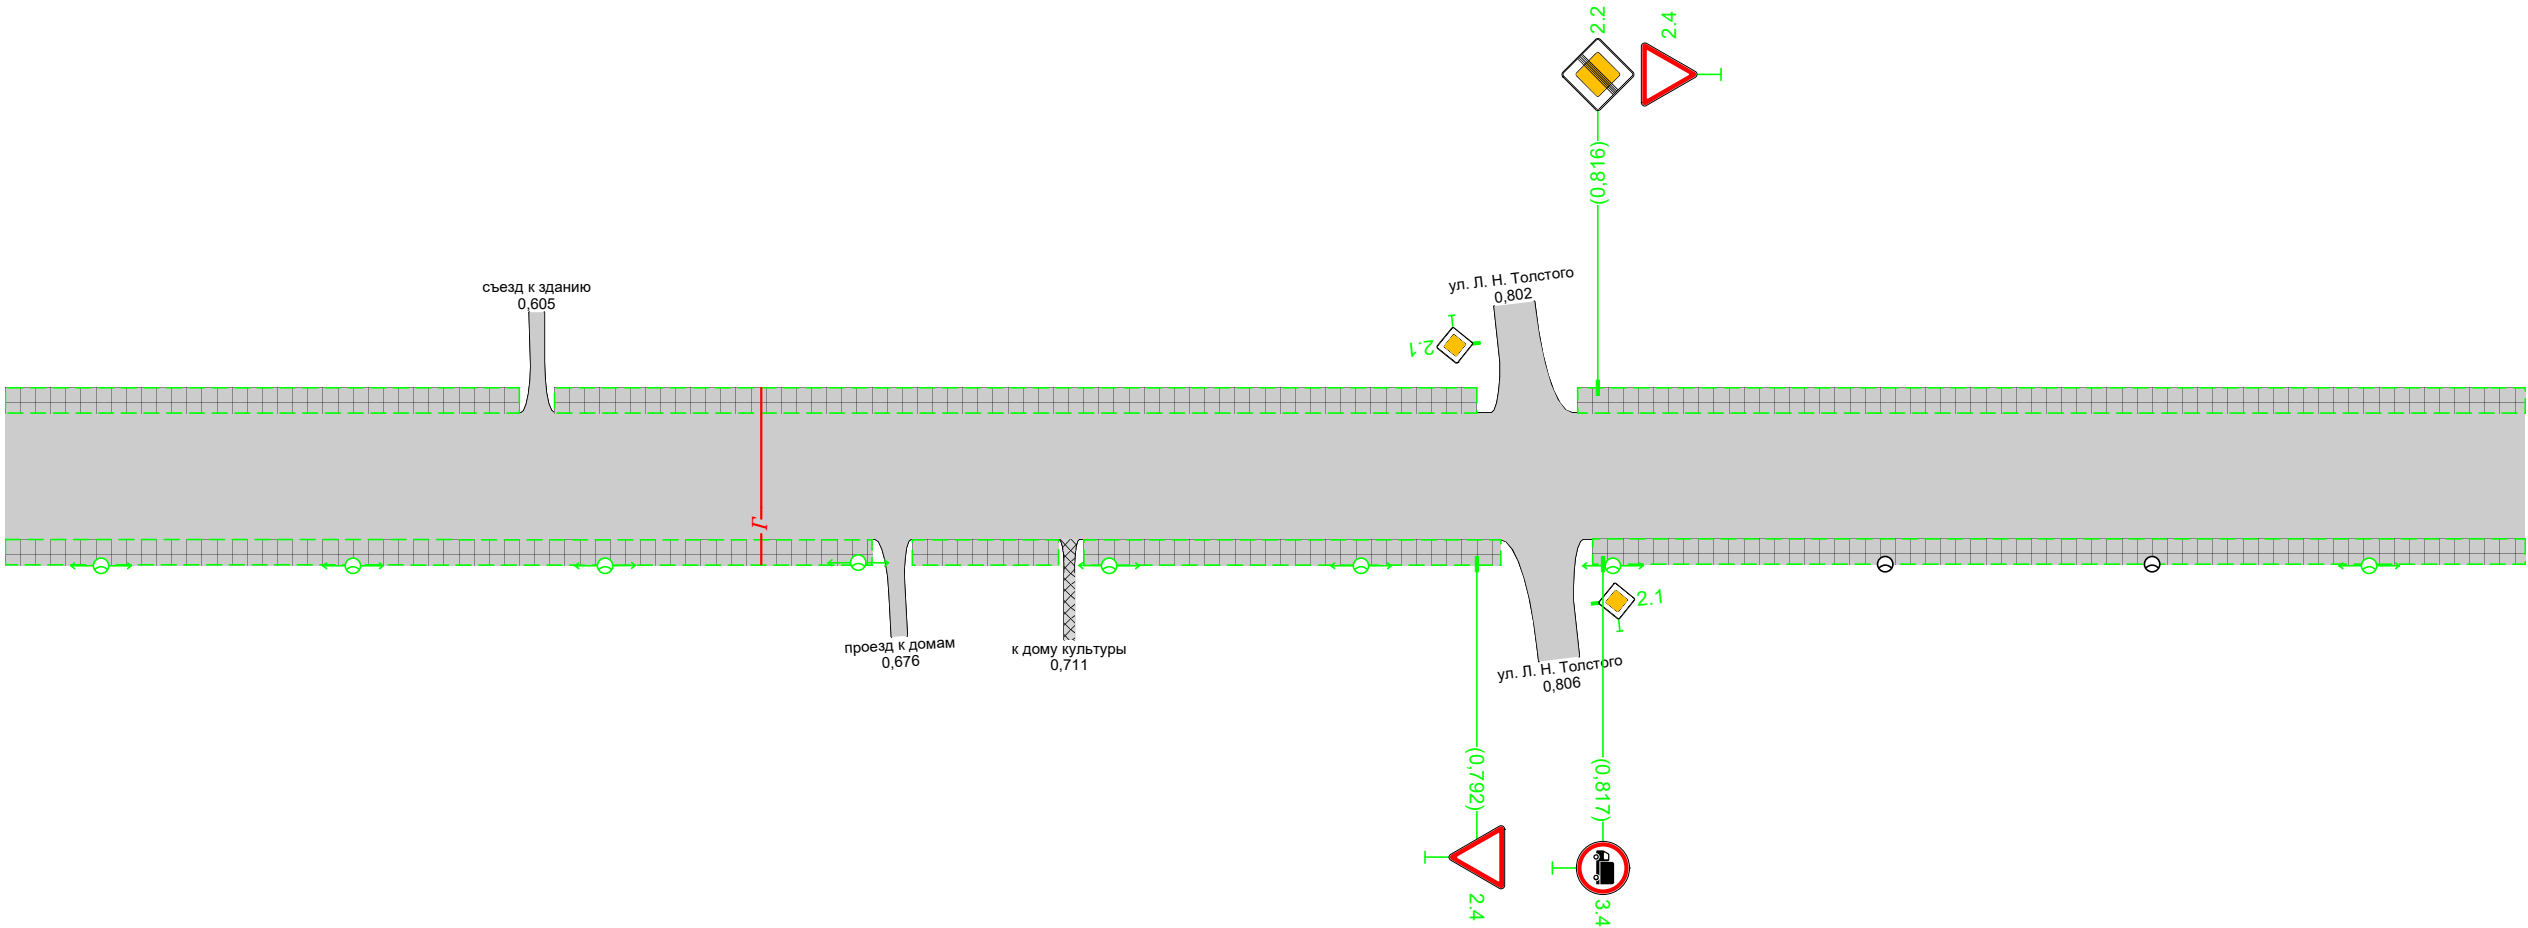 2.2
2.4
(0,816)
съезд к зданию
0,605
ул. Л. Н. Толстого
0,802
2.1
Г
2.1
проезд к домам
0,676
к дому культуры
0,711
ул. Л. Н. Толстого
0,806
(0,792)
(0,817)
2.4
3.4